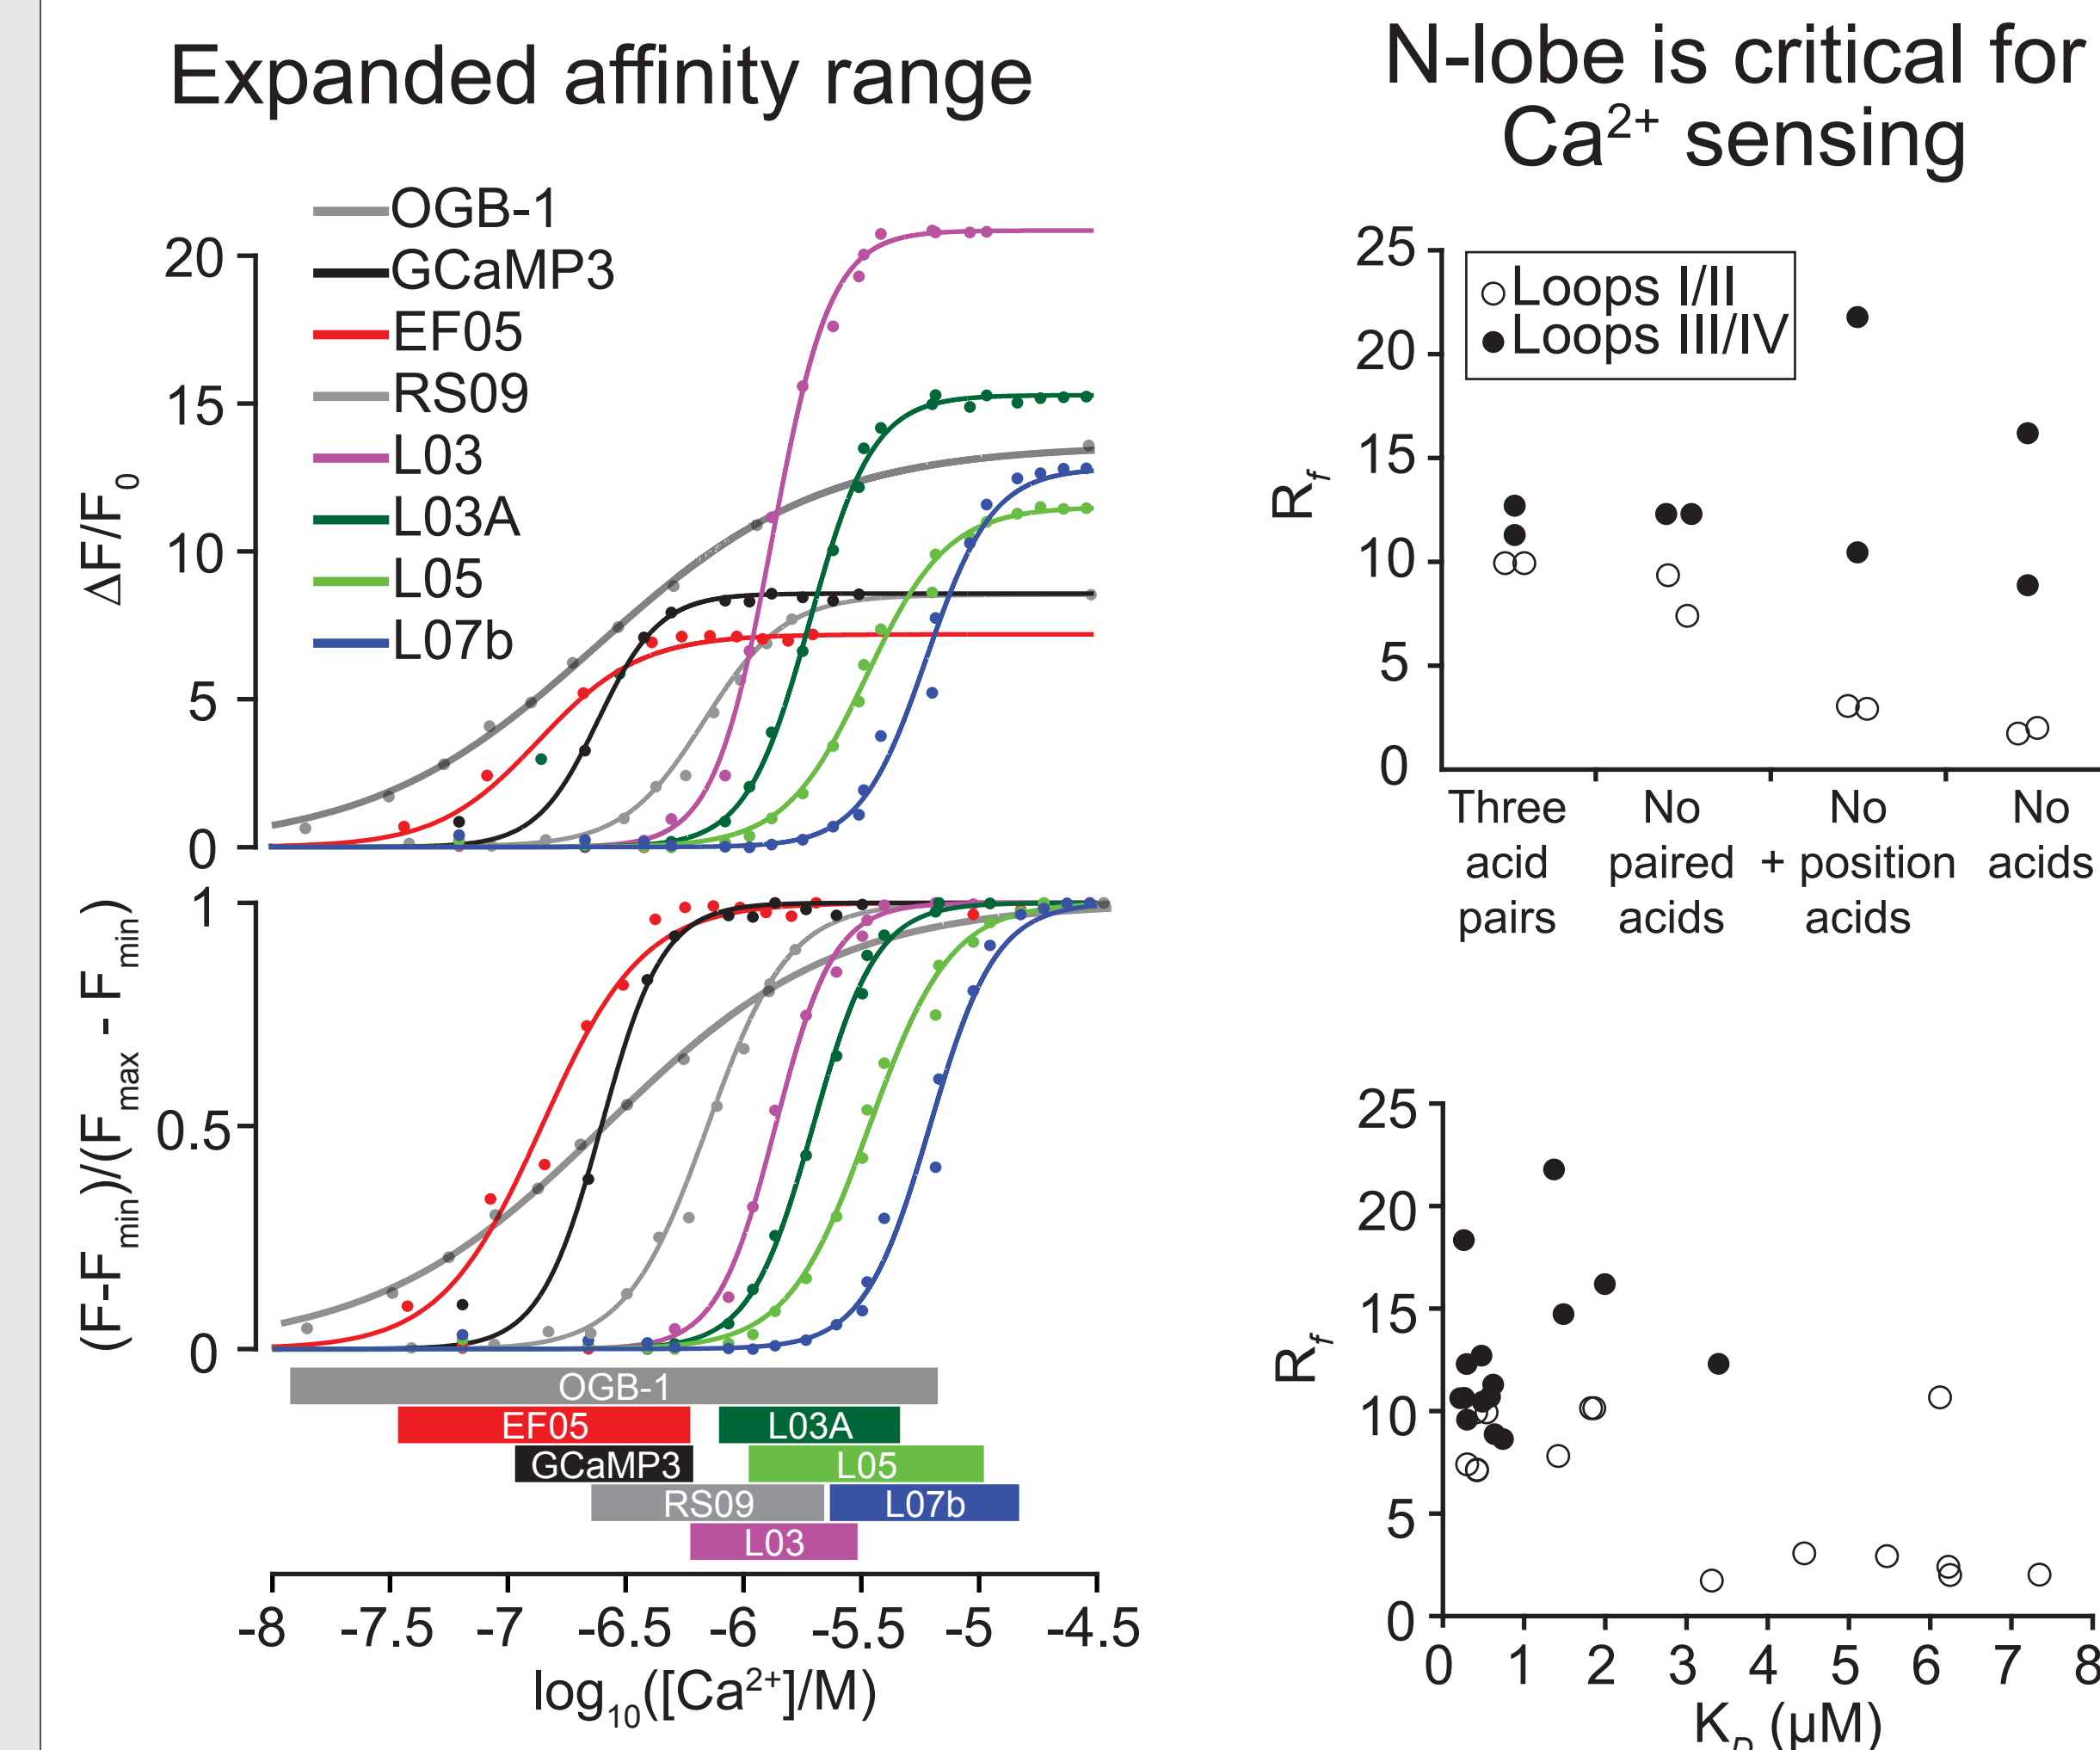 Expanded affinity range
OGB-1
GCaMP3
EF05
RS09
L03
L03A
L05
L07b
20
15
10
5
0
ΔF/F0
1
0.5
0
(F-Fmin)/(Fmax - Fmin)
OGB-1
EF05
L03A
GCaMP3
L05
RS09
L07b
L03
-8 -7.5 -7 -6.5 -6 -5.5 -5 -4.5
log10([Ca2+]/M)
N-lobe is critical for
Ca2+ sensing
25
20
15
10
5
0
Rf
Loops I/II
Loops III/IV
Three No No No
acid paired + position acids
pairs acids acids
25
20
15
10
5
0
Rf
0 1 2 3 4 5 6 7 8
KD (μM)